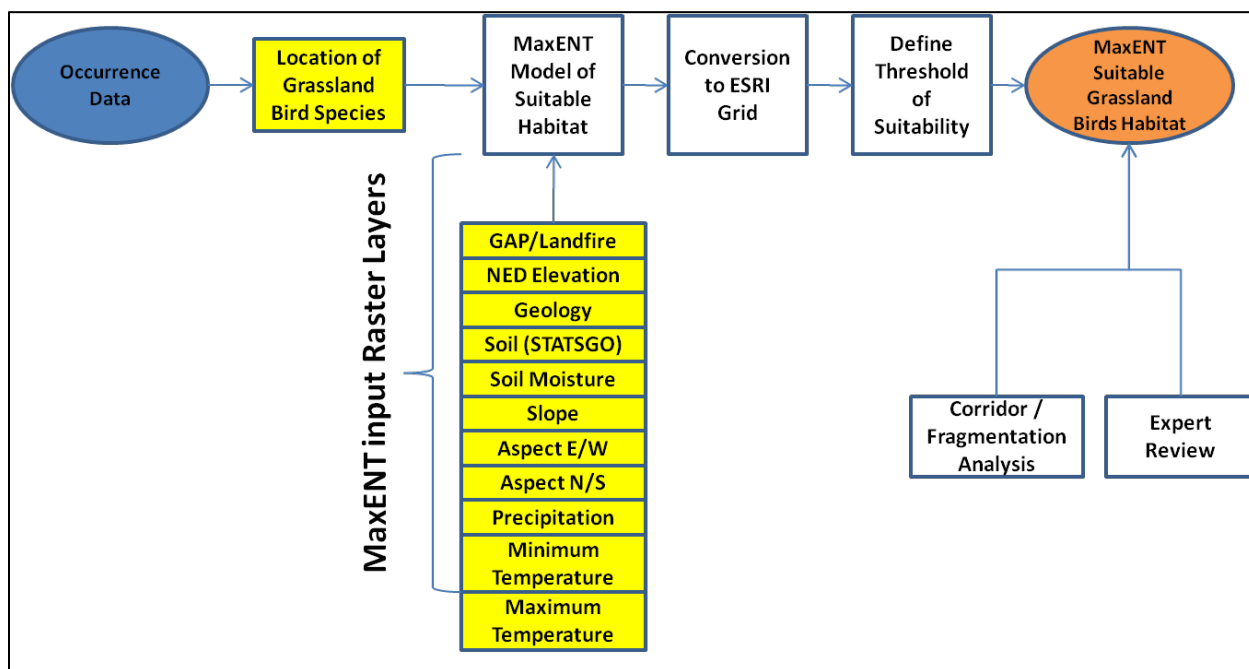 Occurrence
Data
Location of
Grassland
Bird Species
MaxENT
Model of
Suitable
Habitat
Conversion
to ESRI
Grid
Define
Threshold
of
Suitability
MaxENT
Suitable
Grassland
Birds Habitat
MaxENT input Raster Layers
GAP/Landfire
NED Elevation
Geology
Soil (STATSGO)
Soil Moisture
Slope
Aspect E/W
Aspect N/S
Precipitation
Minimum
Temperature
Maximum
Temperature
Corridor /
Fragmentation
Analysis
Expert
Review